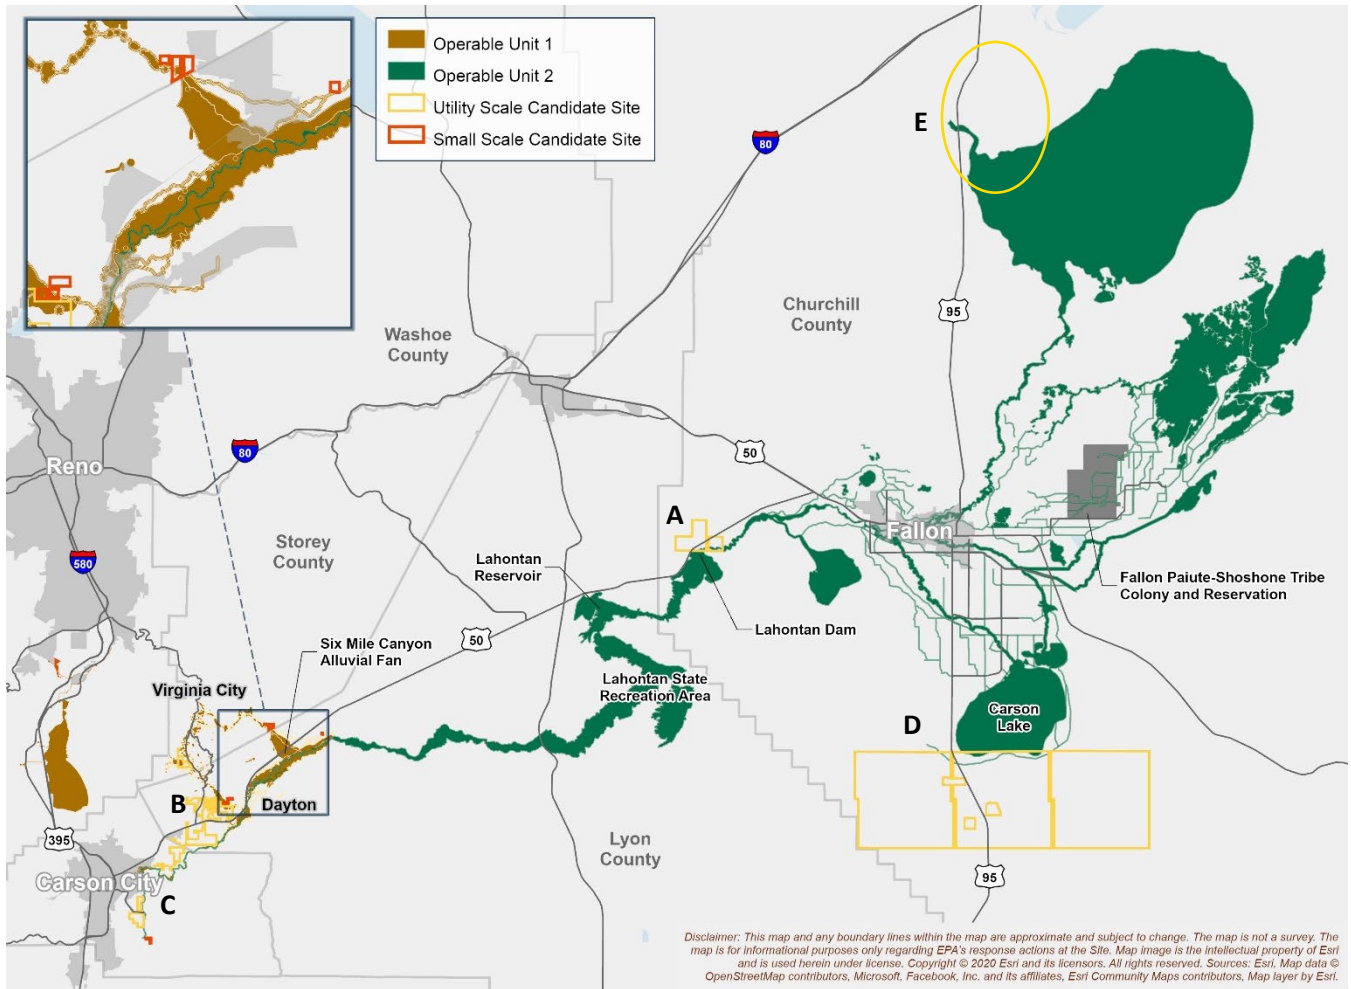 Operable Unit 1
Operable Unit 2
Utility Scale Candidate Site
Small Scale Candidate Site
E
80
Churchill
County
95
Washoe
County
50
80
Reno
A
Fallon
Storey
County
580
Lahontan
Reservoir
Fallon Paiute-Shoshone Tribe
Colony and Reservation
Lahontan Dam
50
Six Mile Canyon
Alluvial Fan
Virginia City
Lahontan State
Recreation Area
Carson
Lake
D
B
Dayton
395
Lyon
County
95
Carson City
C
Disclaimer: This map and any boundary lines within the map are approximate and subject to change. The map is not a survey. The
map is for informational purposes only regarding EPA's response actions at the Site. Map image is the intellectual property of Esri
and is used herein under license. Copyright © 2020 Esri and its licensors. All rights reserved. Sources: Esri, Map data ©
OpenStreetMap contributors, Microsoft, Facebook, Inc. and its affiliates, Esri Community Maps contributors, Map layer by Esri.